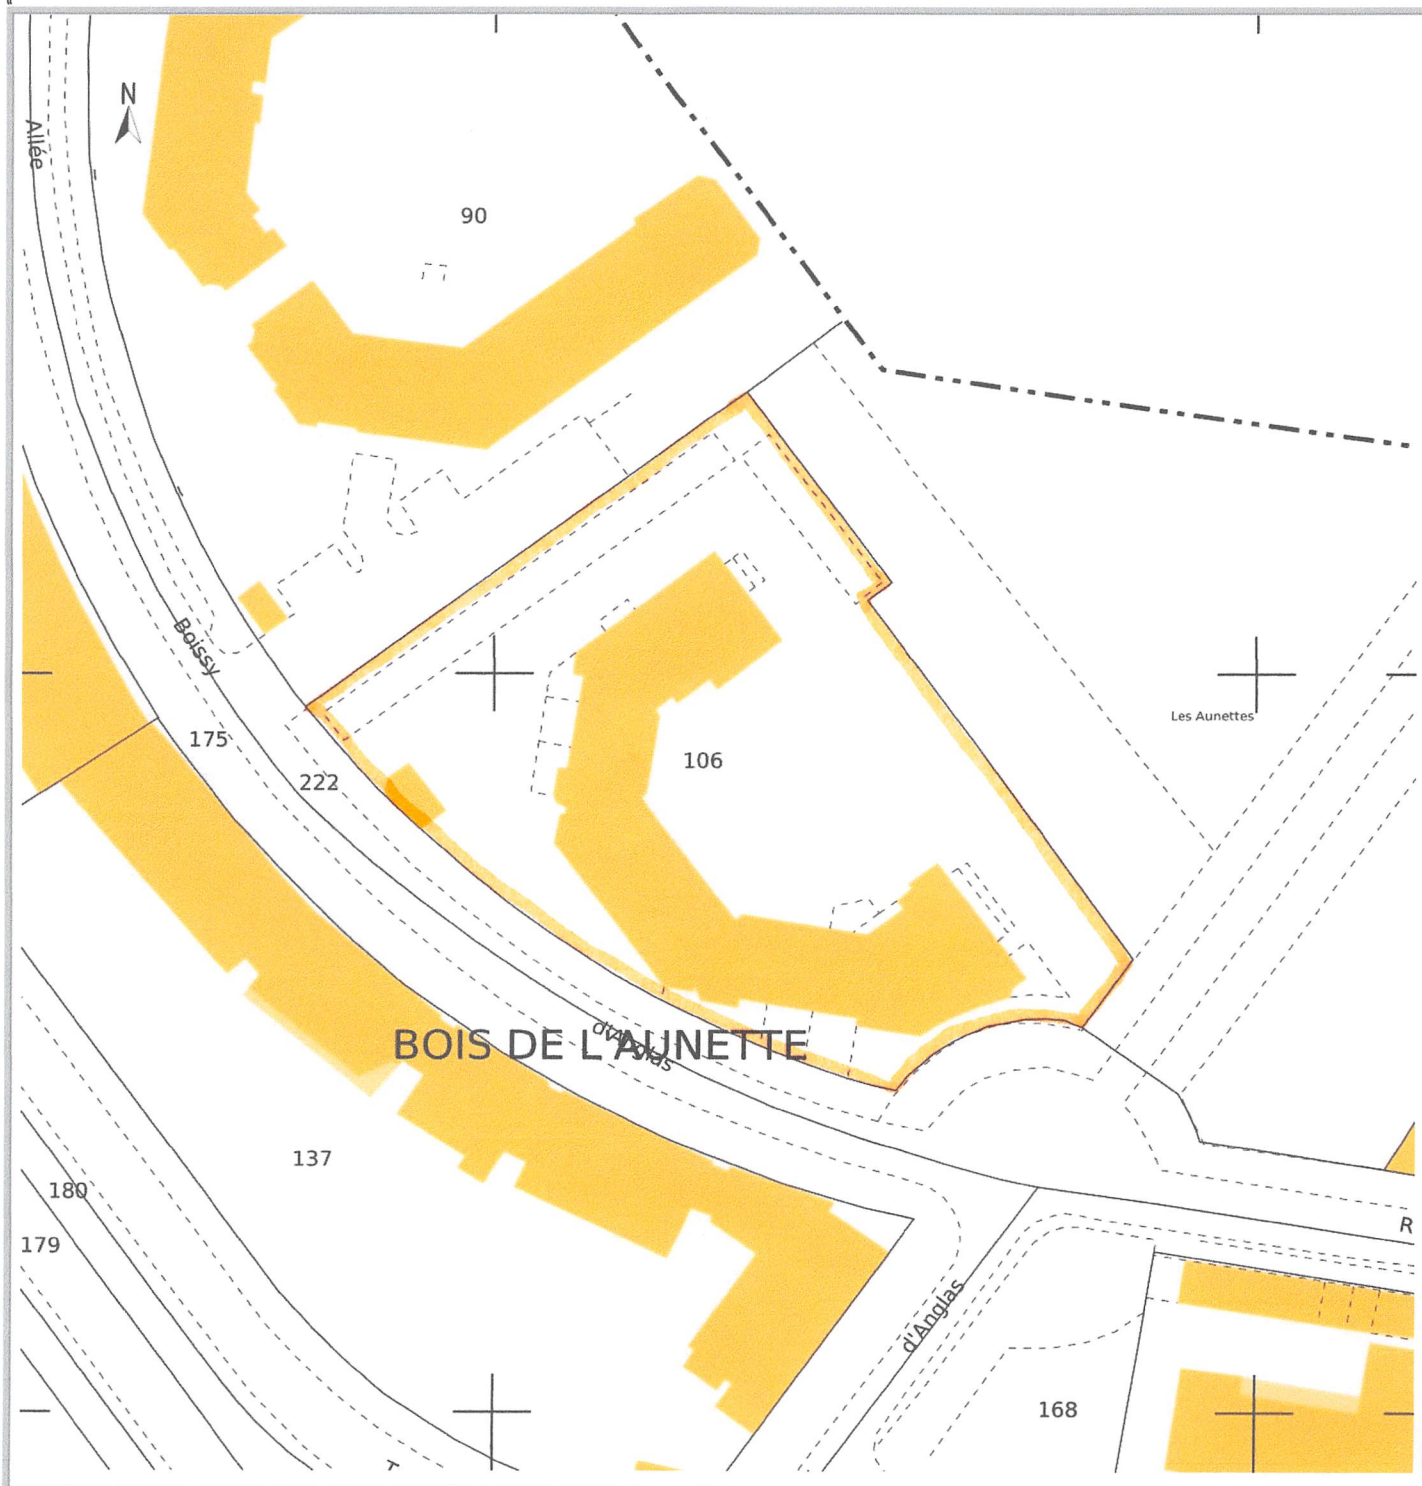 N
Allée
90
Boissy
Les Aunettes
175
106
222
d'Anglas
BOIS DE L'AUNETTE
137
180
R
179
d'Anglas
168